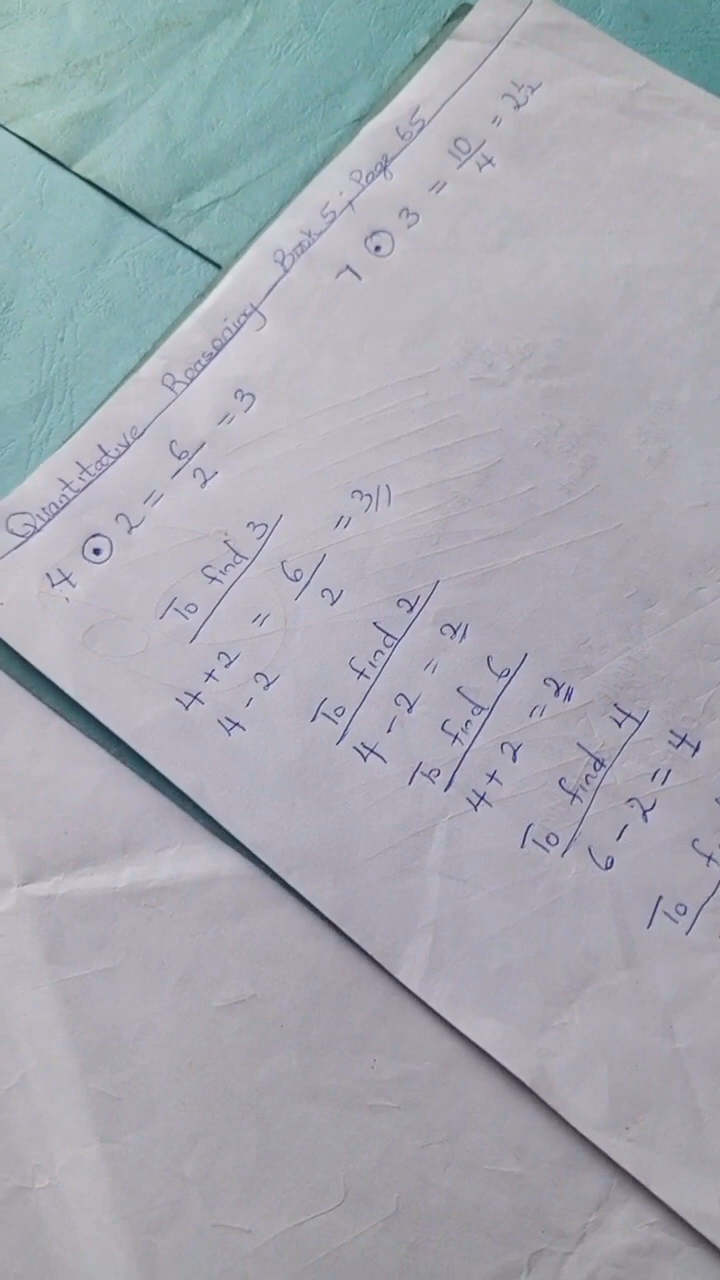 Quantitative Reasoning Book 5; Page 65
4 ⊙ 2 = 6/2 = 3
7 ⊙ 3 = 10/4 = 2½
To find 3
4+2 = 6
4-2   2 = 3//
To find 2
4 - 2 = 2
To find 6
4 + 2 = 2
To find 4
6 - 2 = 4
To